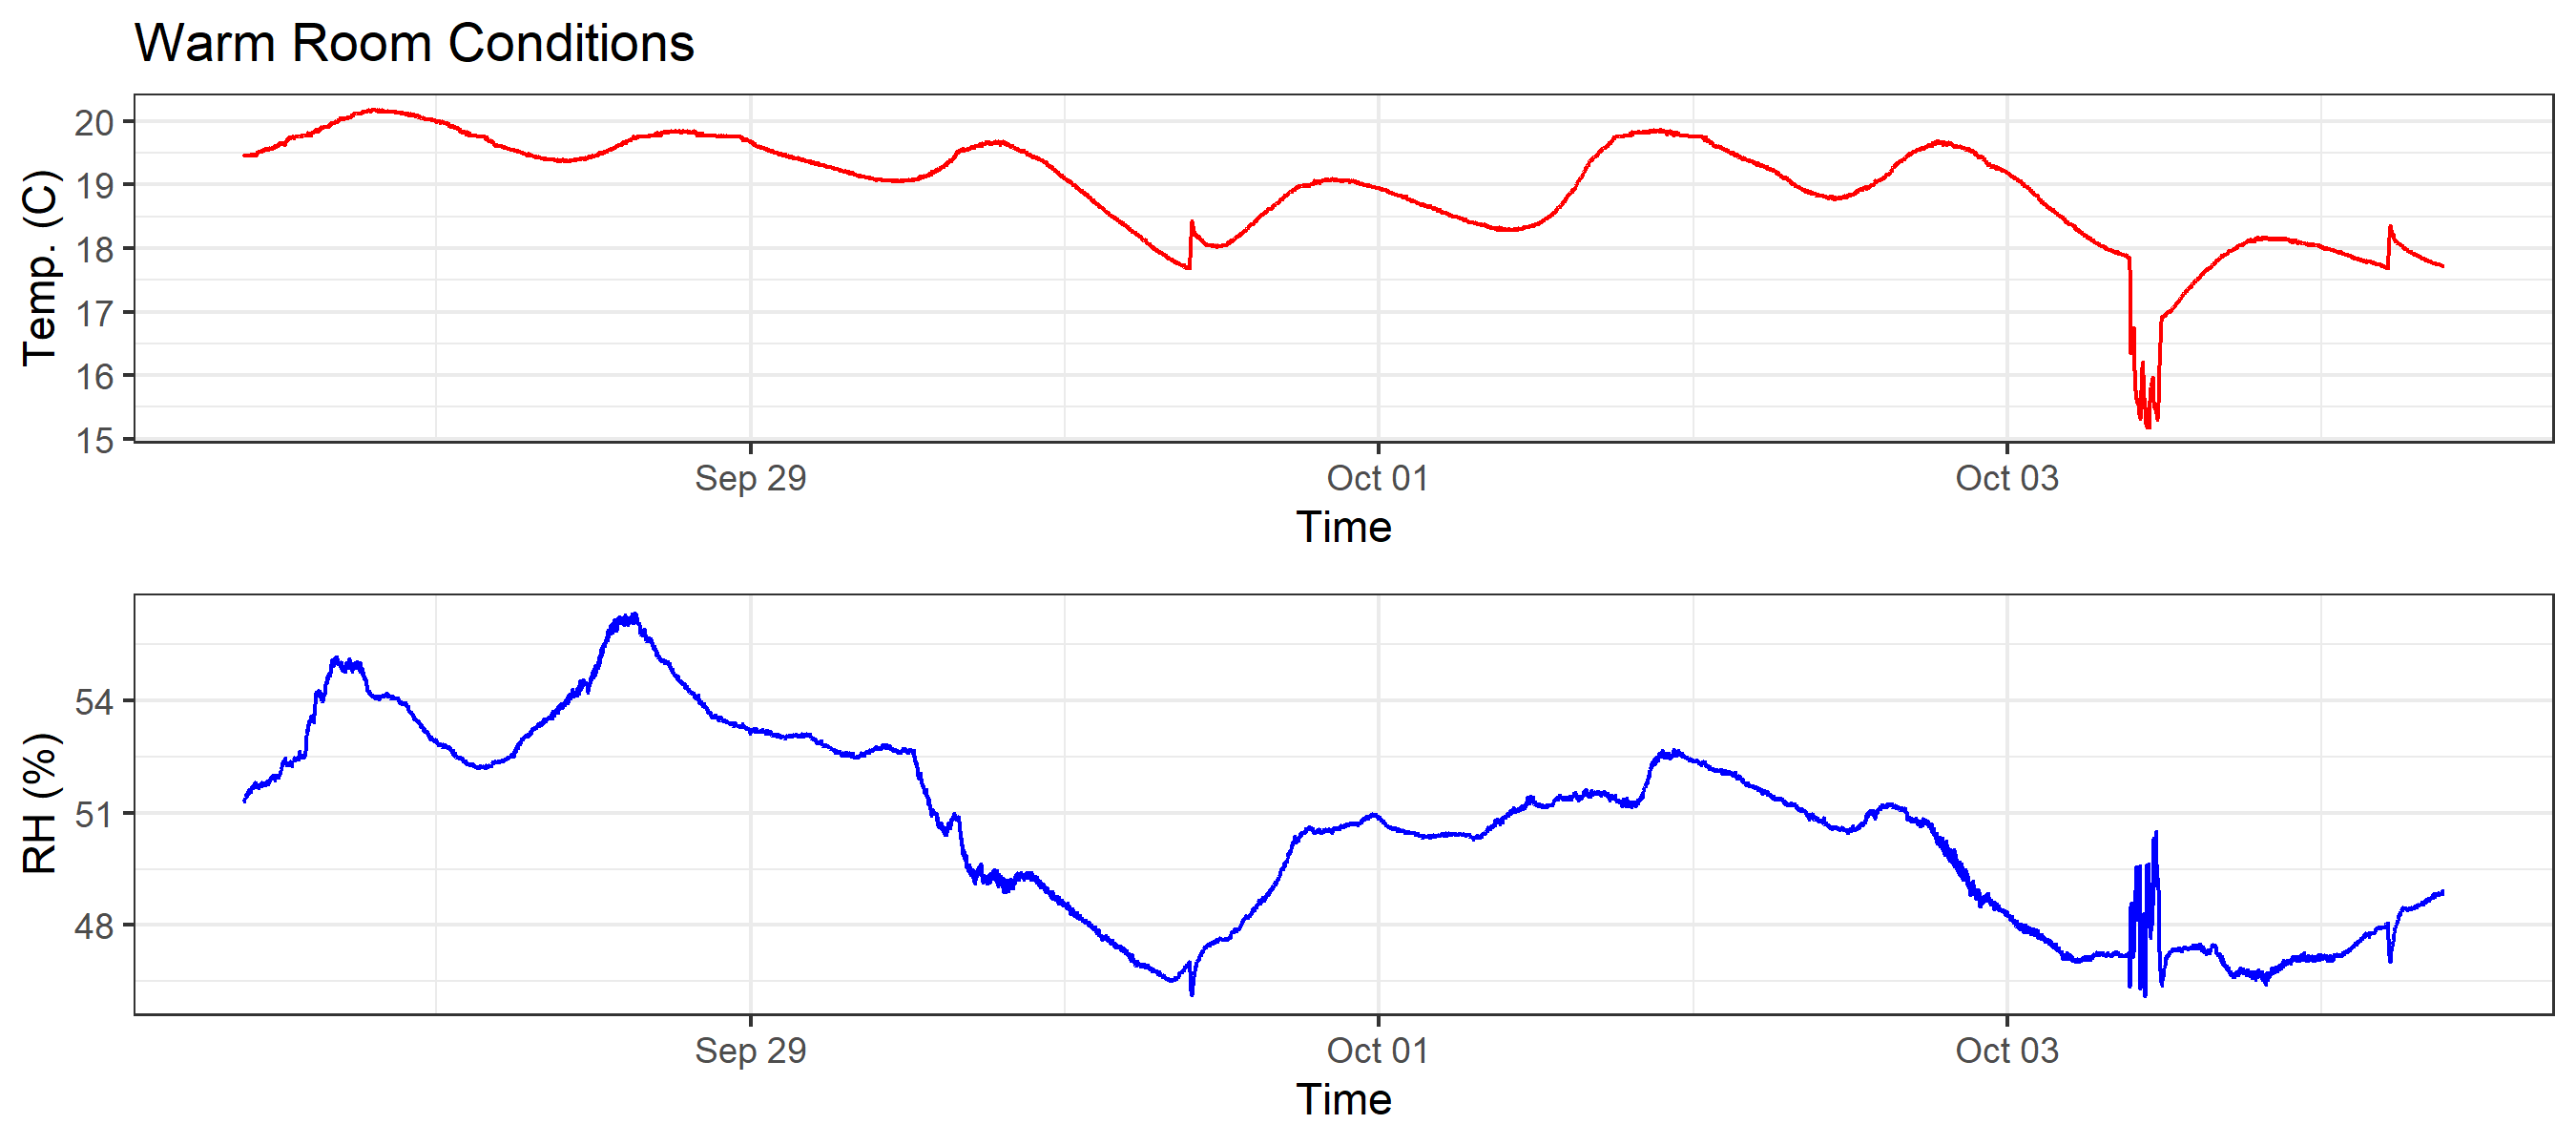 Warm Room Conditions
Temp. (C)
20
19
18
17
16
15
Sep 29 Oct 01 Oct 03
Time
RH (%)
54
51
48
Sep 29 Oct 01 Oct 03
Time